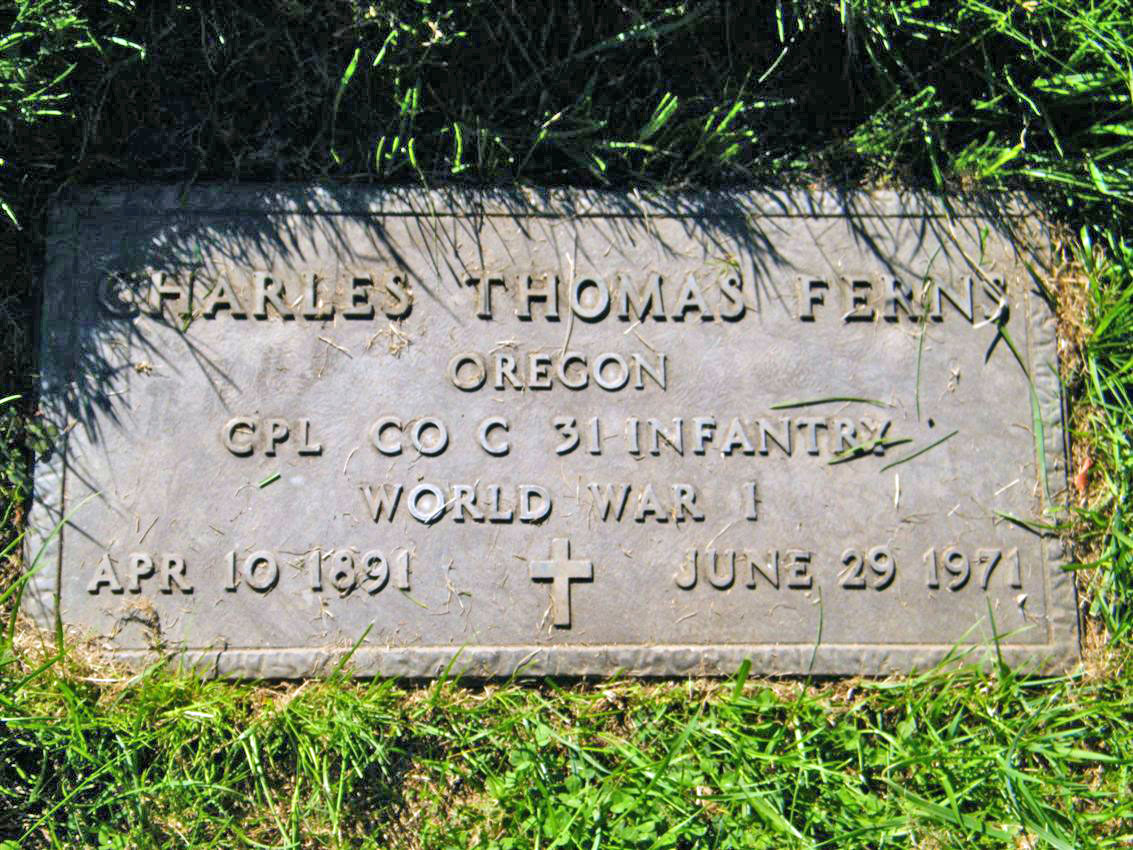 CHARLES THOMAS FERNS
OREGON
CPL CO C 31 INFANTRY
WORLD WAR I
APR 10 1891 JUNE 29 1971